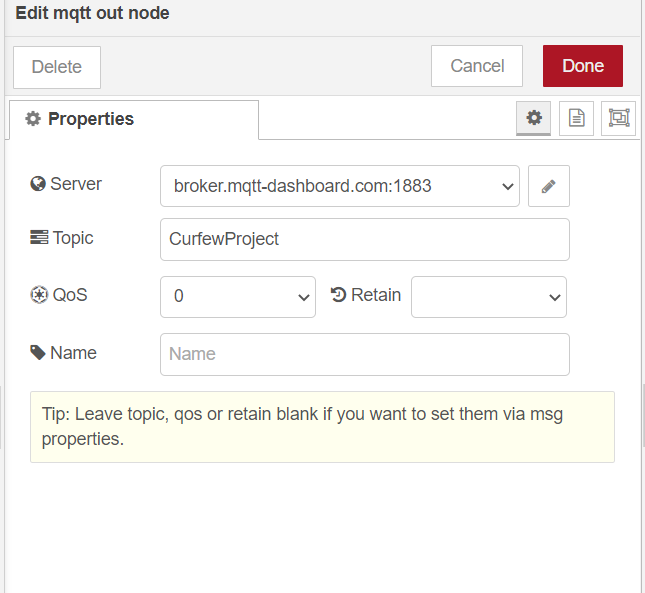 Edit mqtt out node
Delete
Cancel
Done
Properties
Server
broker.mqtt-dashboard.com:1883
Topic
CurfewProject
QoS
0
Retain
Name
Name
Tip: Leave topic, qos or retain blank if you want to set them via msg
properties.